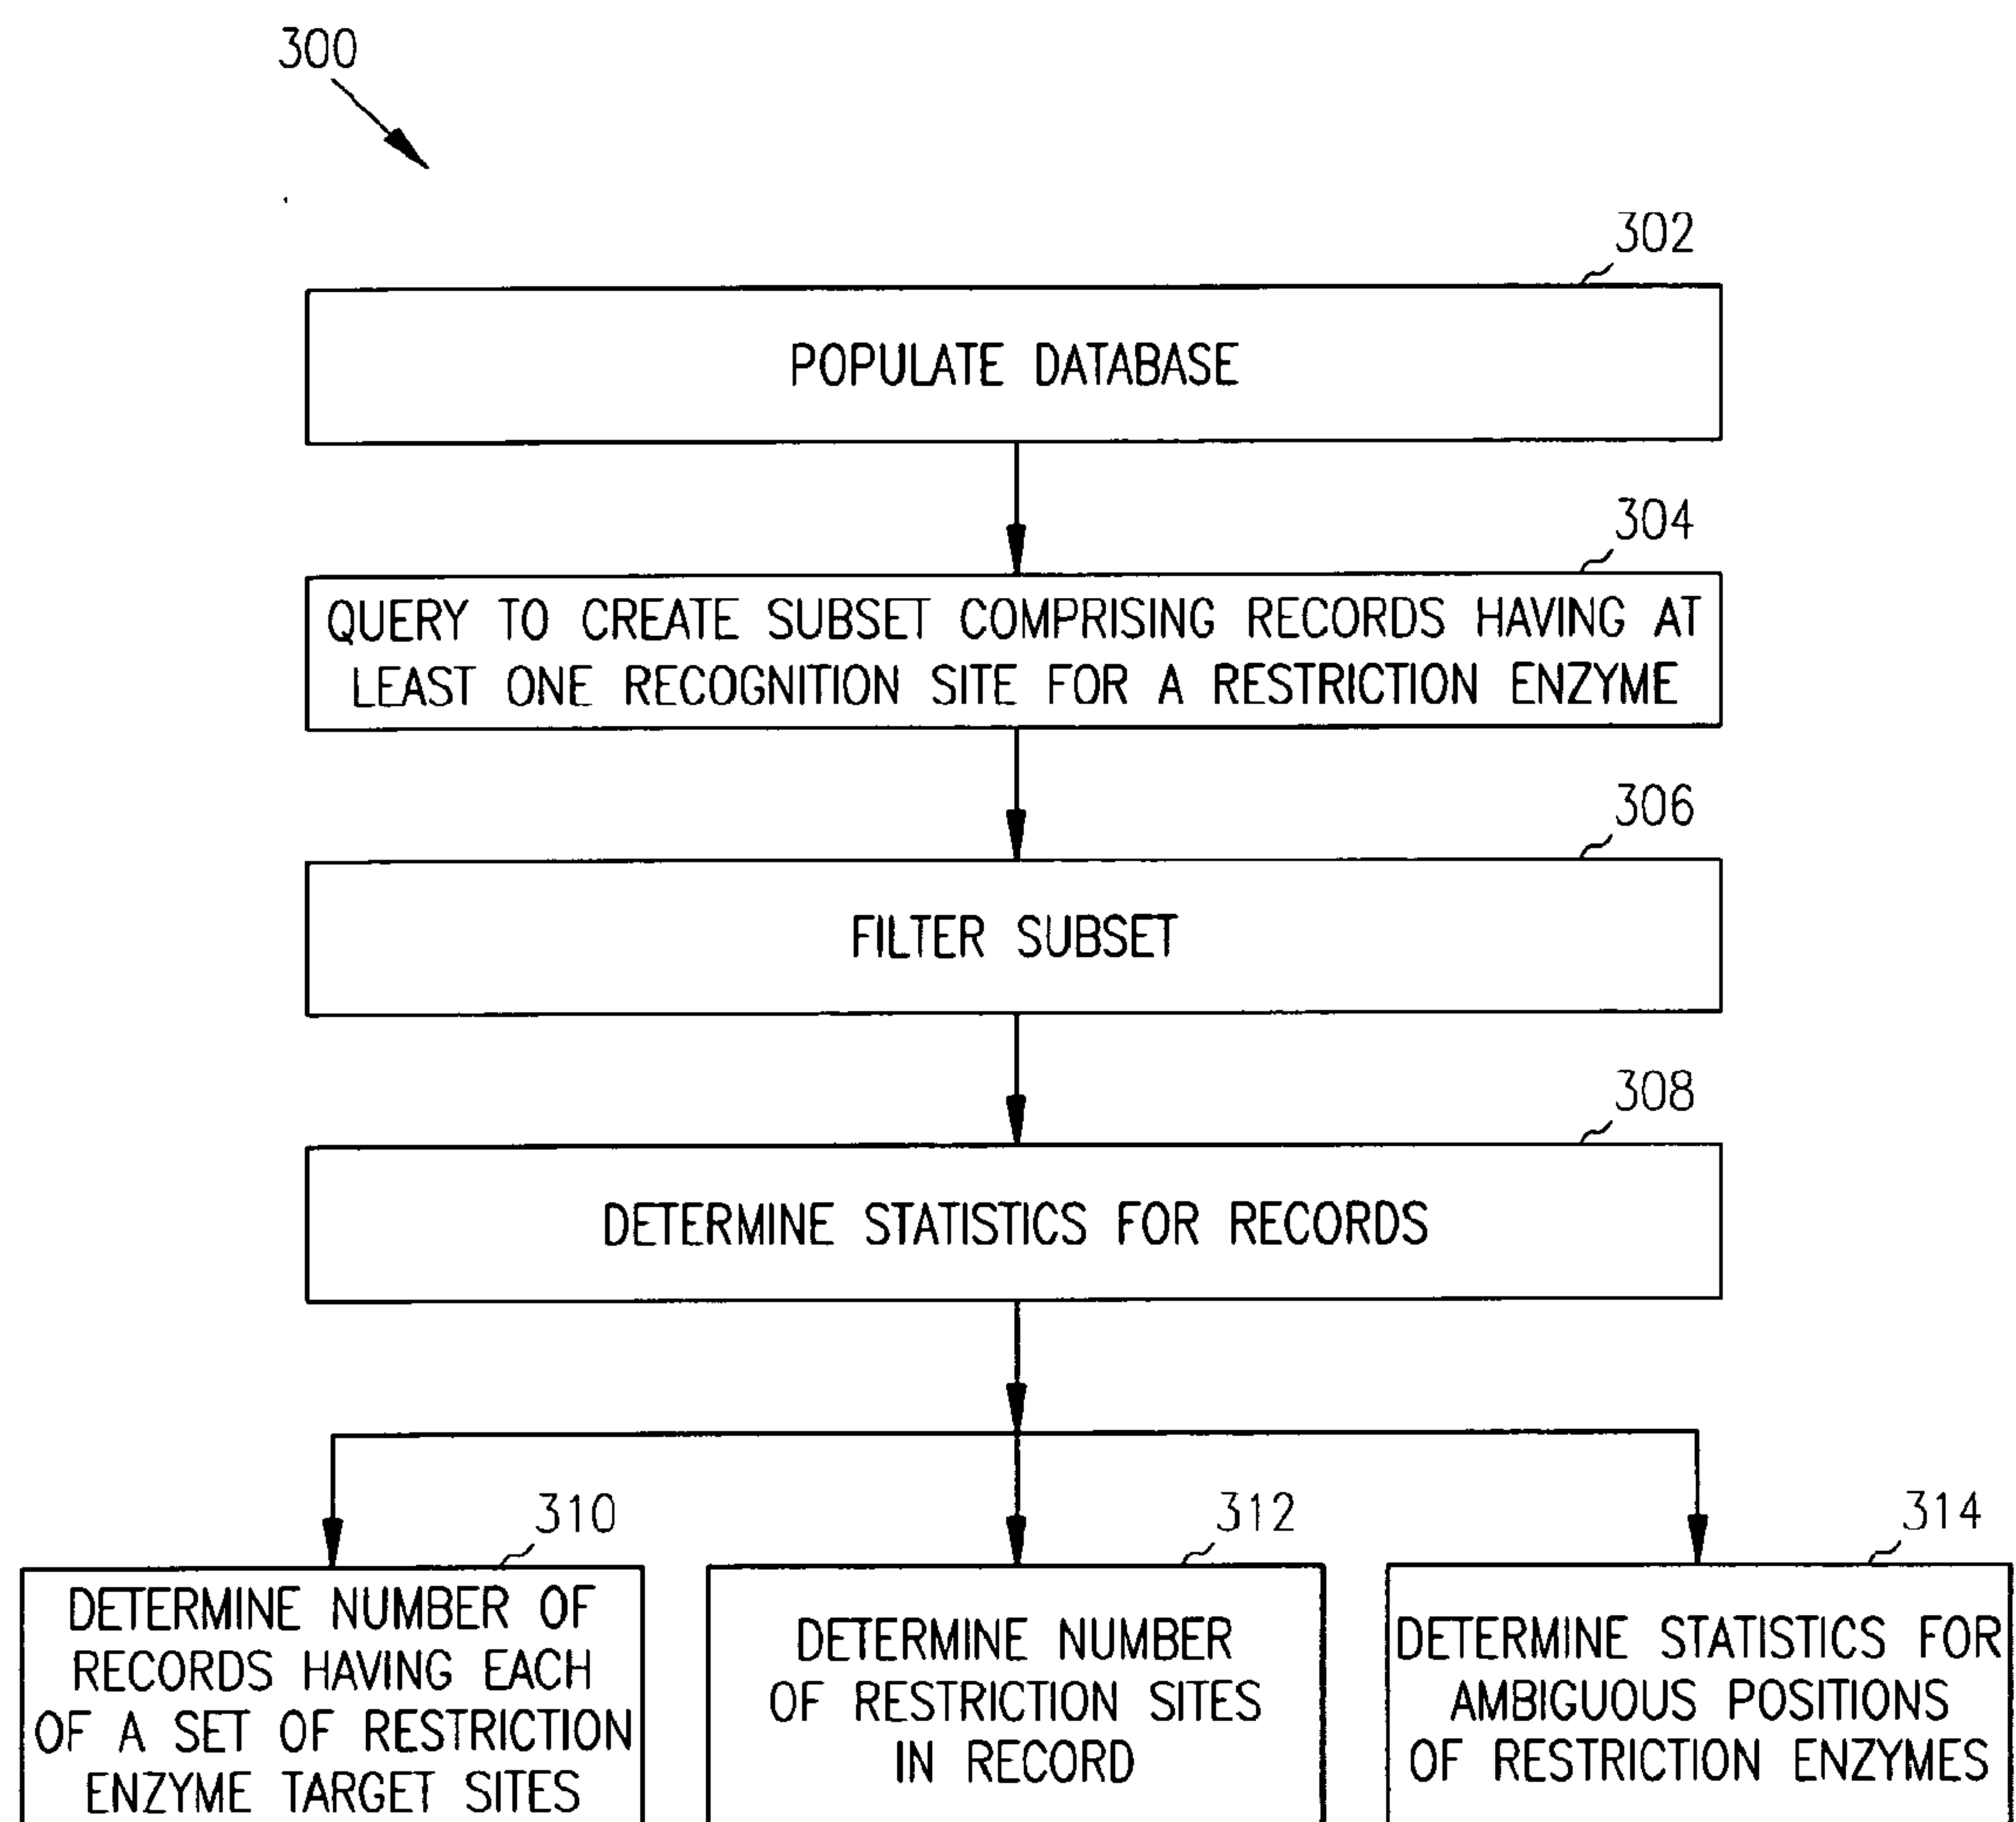 300
302
POPULATE DATABASE
304
QUERY TO CREATE SUBSET COMPRISING RECORDS HAVING AT
LEAST ONE RECOGNITION SITE FOR A RESTRICTION ENZYME
306
FILTER SUBSET
308
DETERMINE STATISTICS FOR RECORDS
310
DETERMINE NUMBER OF
RECORDS HAVING EACH
OF A SET OF RESTRICTION
ENZYME TARGET SITES
312
DETERMINE NUMBER
OF RESTRICTION SITES
IN RECORD
314
DETERMINE STATISTICS FOR
AMBIGUOUS POSITIONS
OF RESTRICTION ENZYMES